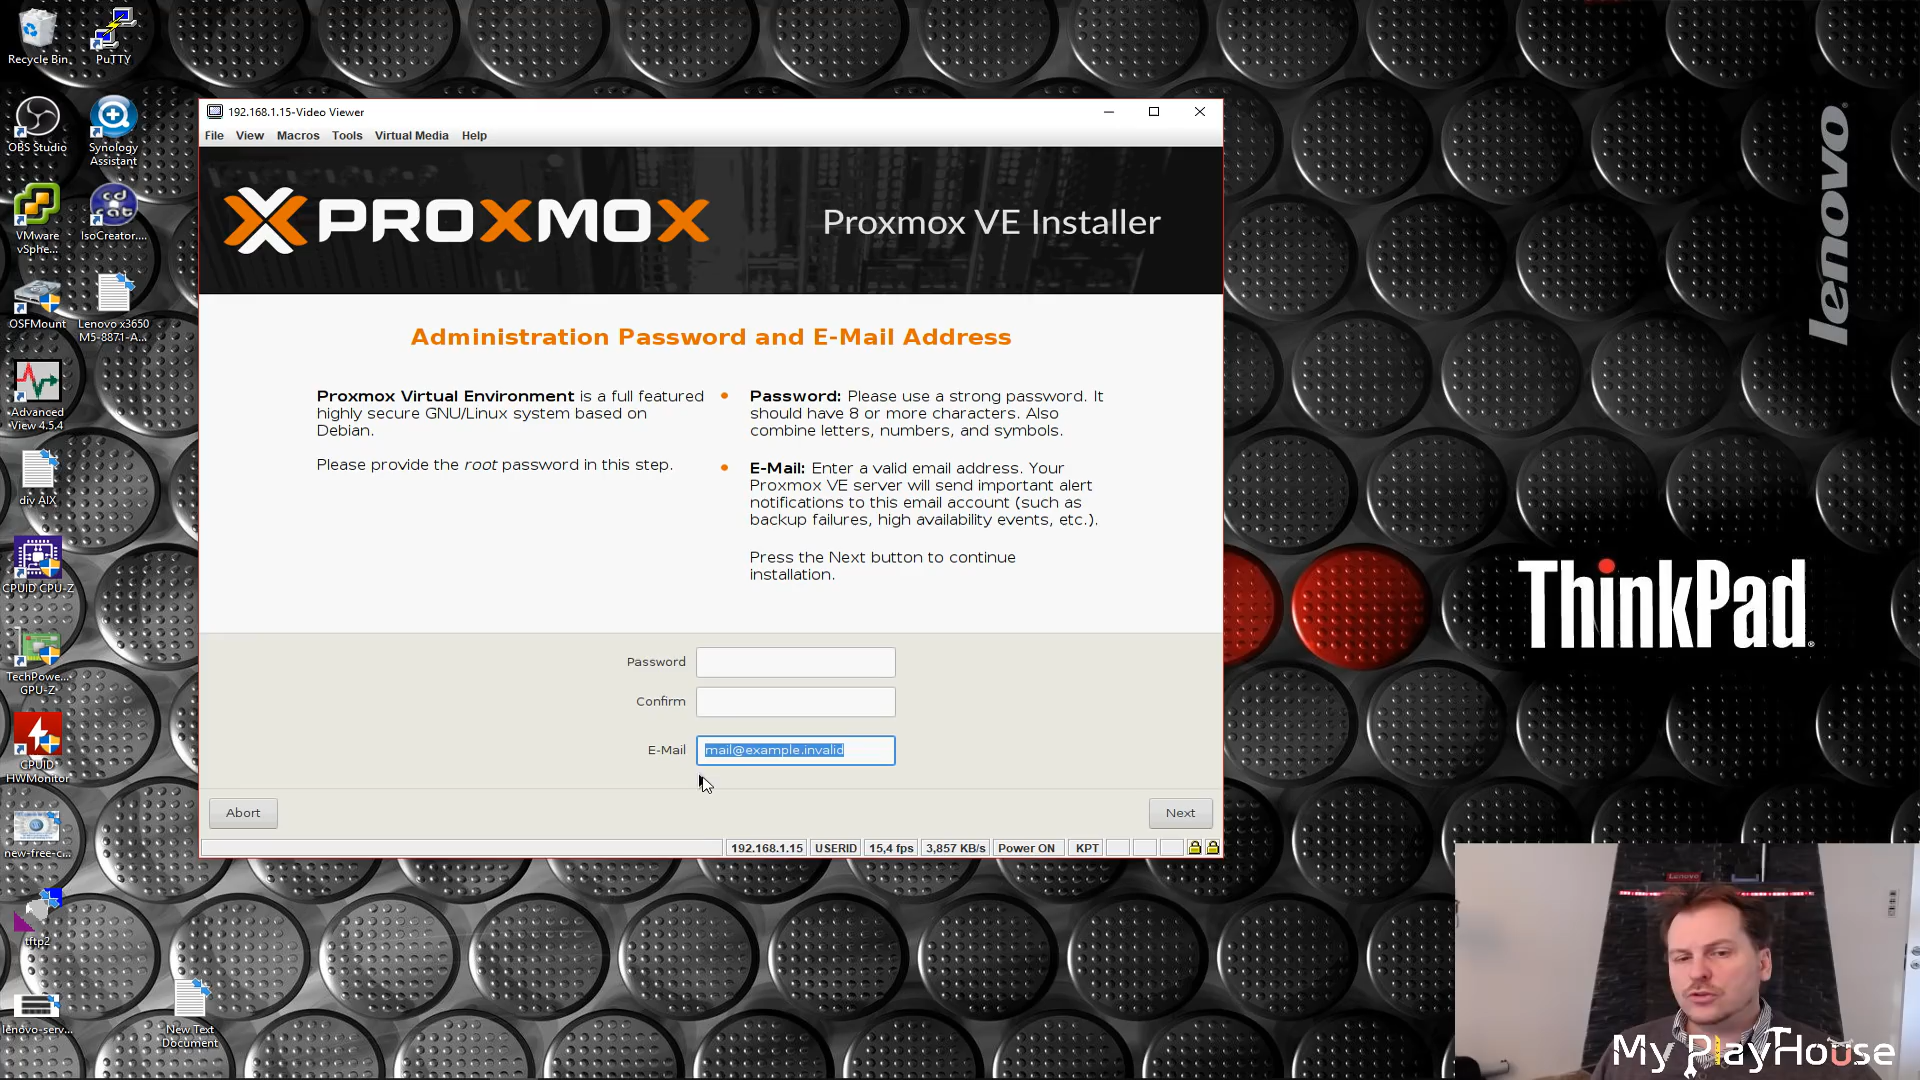 Recycle Bin
PuTTY
OBS Studio
Synology
Assistant
VMware
vSphe...
IsoCreator....
OSFMount
Lenovo x3650
M5-8871-A...
Advanced
View 4.5.4
div AIX
CPUID CPU-Z
TechPowe...
GPU-Z
CPUID
HWMonitor
new-free-c...
tftp2
lenovo-serv...
New Text
Document
192.168.1.15-Video Viewer
File View Macros Tools Virtual Media Help
PROXMOX
Proxmox VE Installer
Administration Password and E-Mail Address
Proxmox Virtual Environment is a full featured
highly secure GNU/Linux system based on
Debian.
Please provide the root password in this step.
Password: Please use a strong password. It
should have 8 or more characters. Also
combine letters, numbers, and symbols.
E-Mail: Enter a valid email address. Your
Proxmox VE server will send important alert
notifications to this email account (such as
backup failures, high availability events, etc.).
Press the Next button to continue
installation.
Password
Confirm
E-Mail mail@example.invalid
Abort
Next
192.168.1.15 USERID 15,4 fps 3,857 KB/s Power ON KPT
lenovo
ThinkPad
Lenovo
My PlayHouse